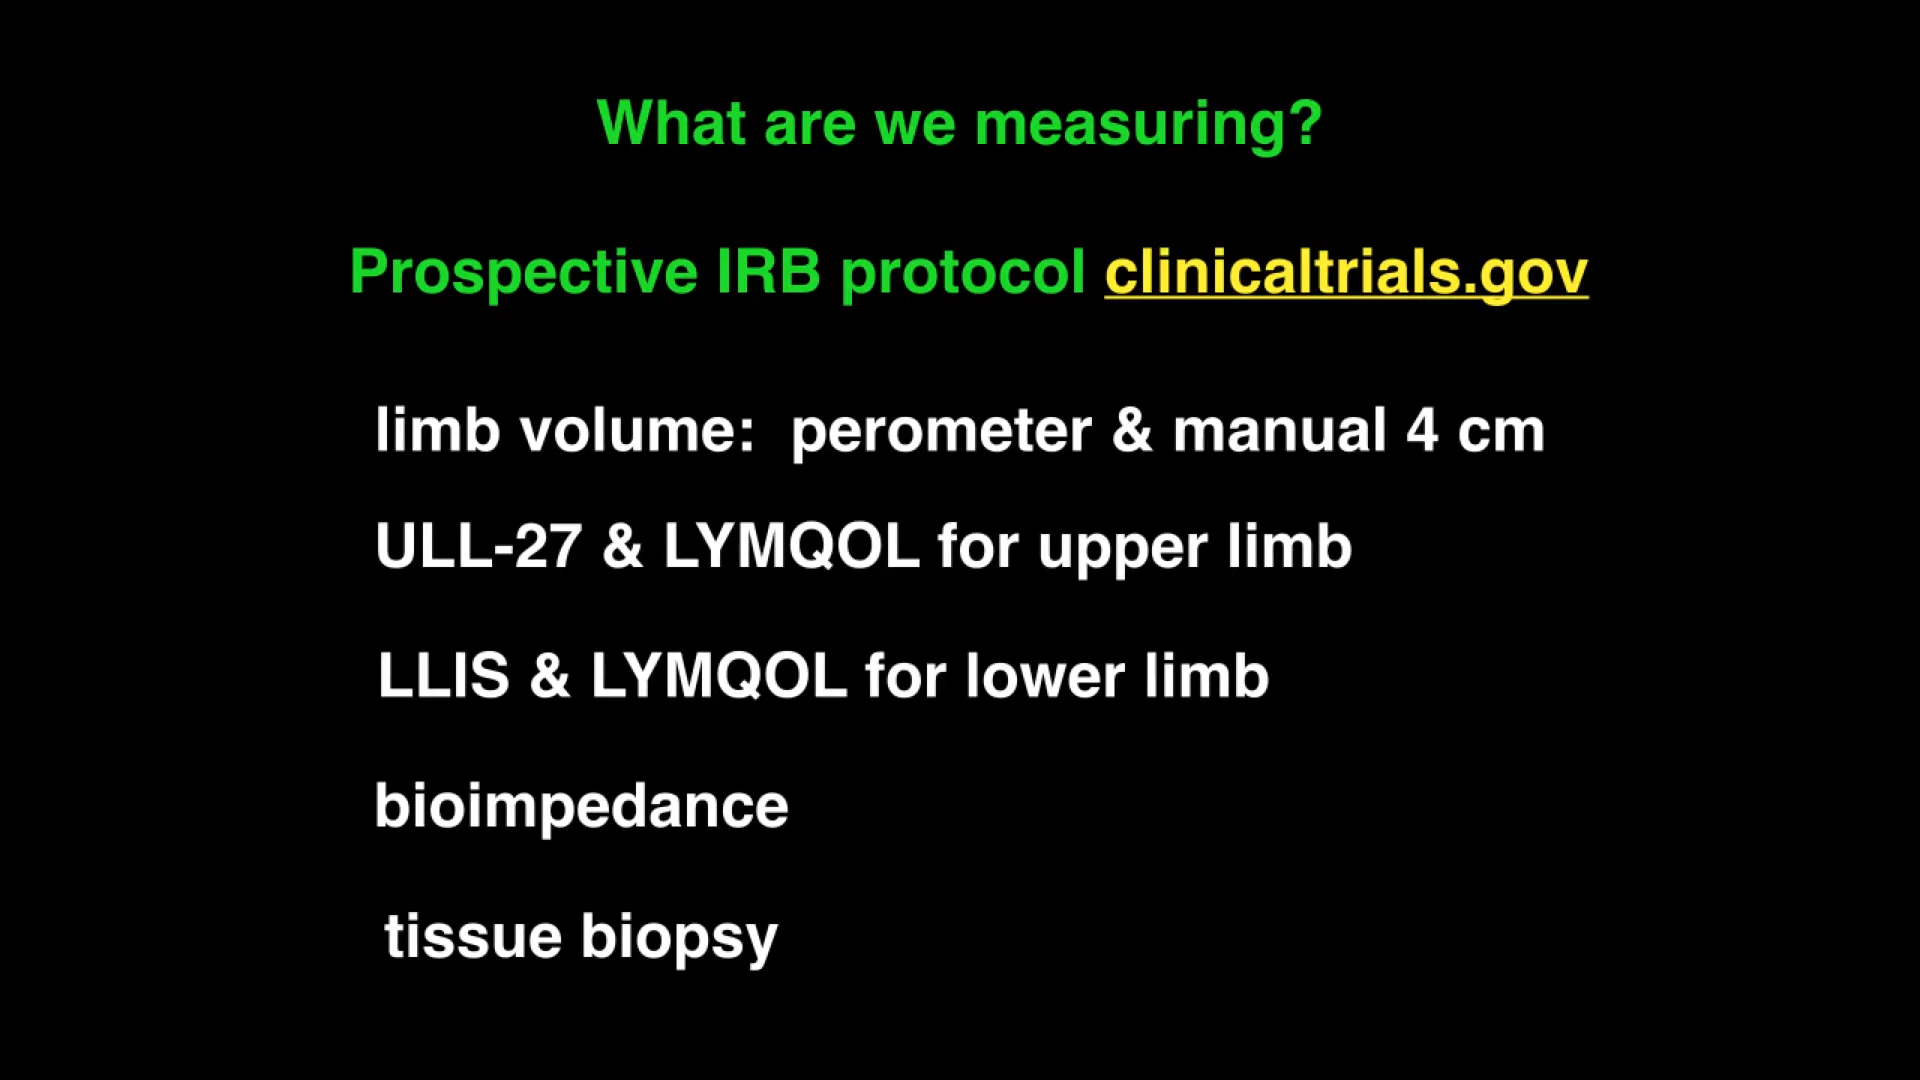 What are we measuring?
Prospective IRB protocol clinicaltrials.gov
limb volume:  perometer & manual 4 cm
ULL-27 & LYMQOL for upper limb
LLIS & LYMQOL for lower limb
bioimpedance
tissue biopsy